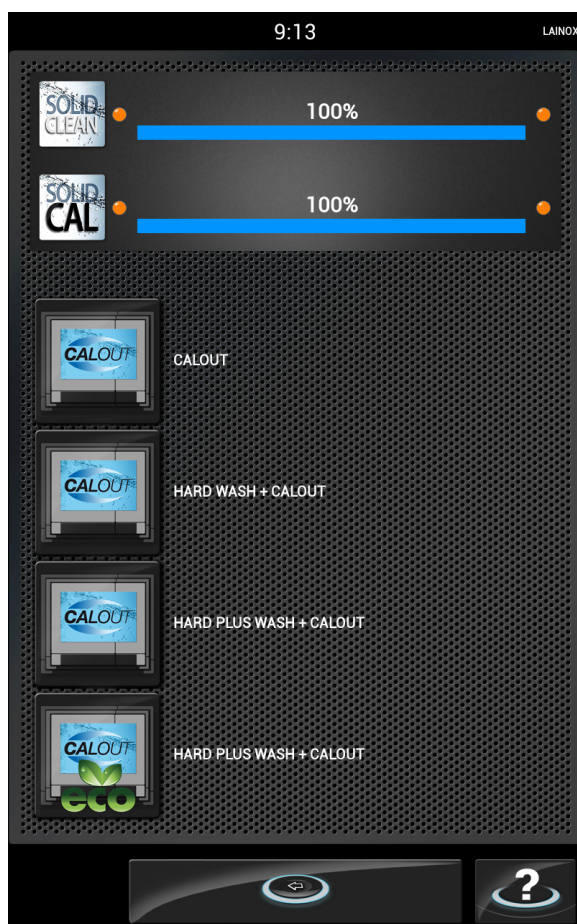 9:13
LAINOX
SOLID
CLEAN
100%
SOLID
CAL
100%
CALOUT
CALOUT
CALOUT
HARD WASH + CALOUT
CALOUT
HARD PLUS WASH + CALOUT
CALOUT
eco
HARD PLUS WASH + CALOUT
?